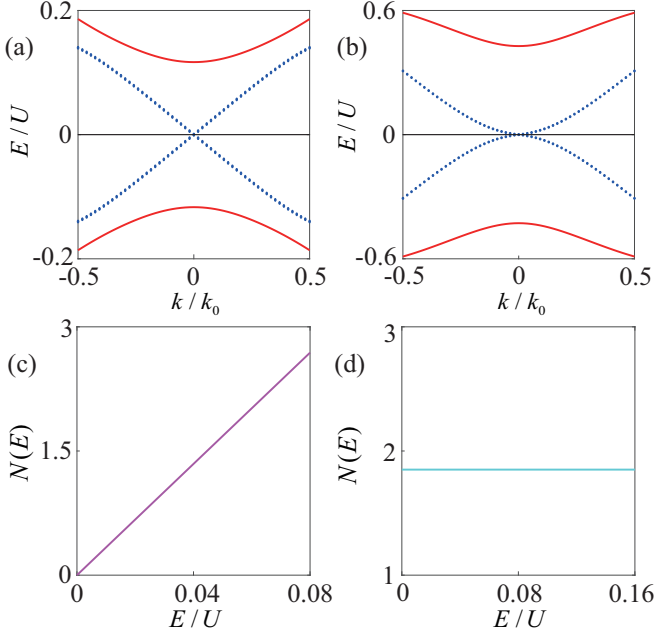 (a)
0.2
0
-0.2
E / U
-0.5
0
0.5
k / k₀
(b)
0.6
0
-0.6
E / U
-0.5
0
0.5
k / k₀
(c)
3
1.5
0
N(E)
0
0.04
0.08
E / U
(d)
3
2
1
N(E)
0
0.08
0.16
E / U